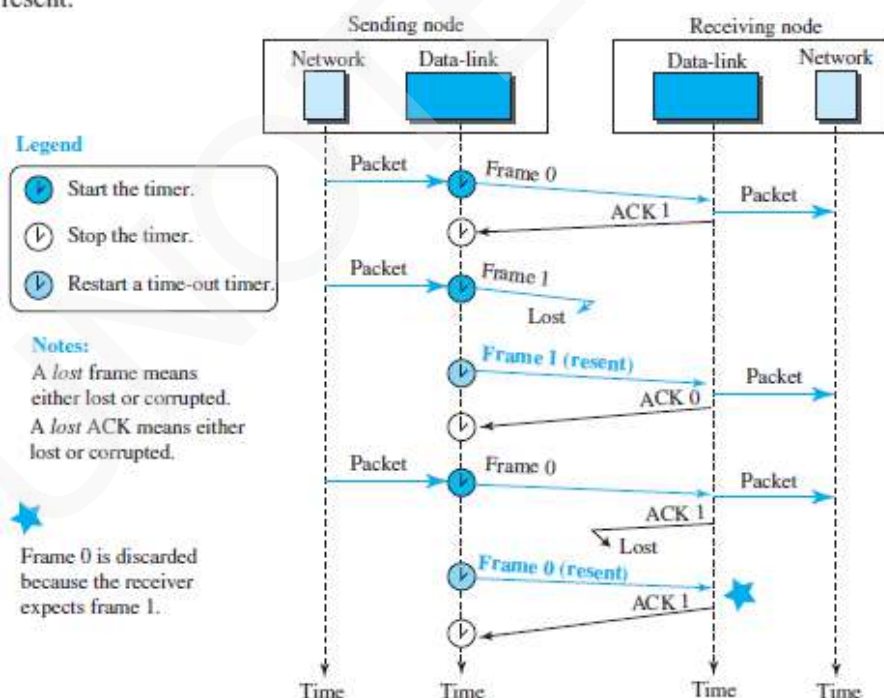 resent.
Sending node
Receiving node
Network
Data-link
Data-link
Network
Legend
Start the timer.
Stop the timer.
Restart a time-out timer.
Notes:
A lost frame means
either lost or corrupted.
A lost ACK means either
lost or corrupted.
Frame 0 is discarded
because the receiver
expects frame 1.
Packet
Frame 0
Packet
ACK 1
Packet
Frame 1
Lost
Frame 1 (resent)
Packet
ACK 0
Packet
Frame 0
Packet
ACK 1
Lost
Frame 0 (resent)
ACK 1
Time
Time
Time
Time